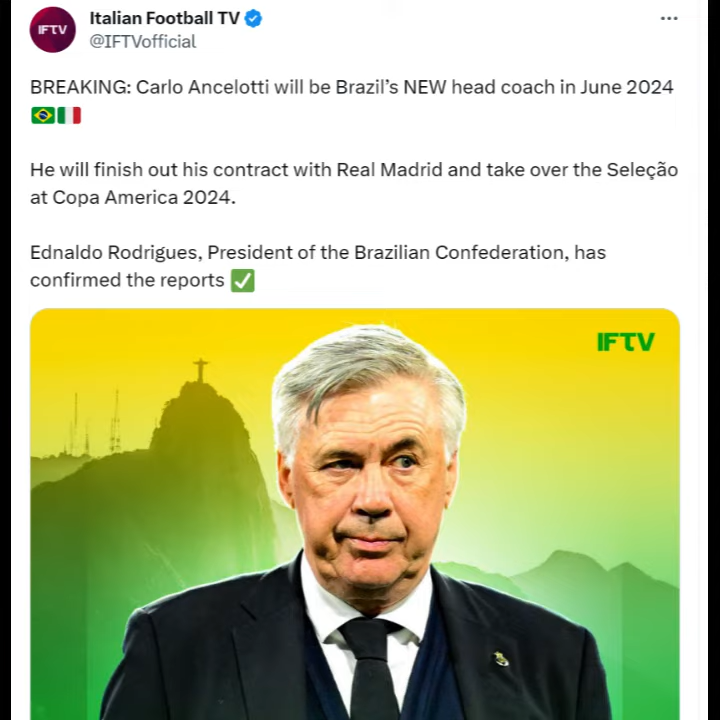 IFTV
Italian Football TV
@IFTVofficial
BREAKING: Carlo Ancelotti will be Brazil's NEW head coach in June 2024
🇧🇷🇮🇹
He will finish out his contract with Real Madrid and take over the Seleção
at Copa America 2024.
Ednaldo Rodrigues, President of the Brazilian Confederation, has
confirmed the reports ✅
IFTV